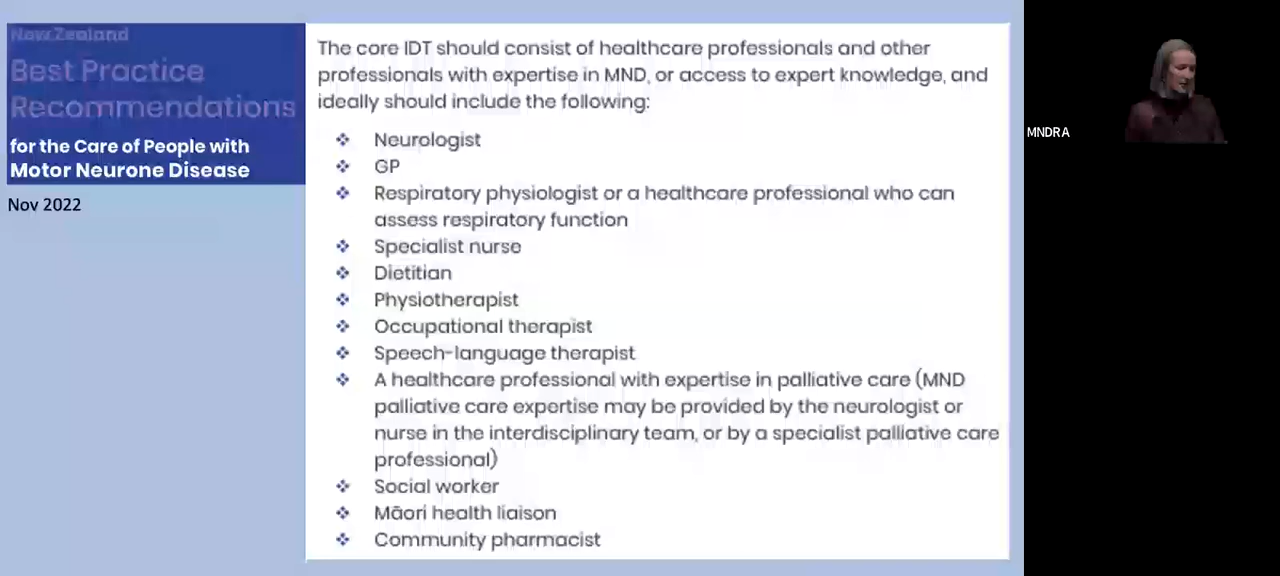 New Zealand
Best Practice
Recommendations
for the Care of People with
Motor Neurone Disease
Nov 2022
The core IDT should consist of healthcare professionals and other
professionals with expertise in MND, or access to expert knowledge, and
ideally should include the following:
Neurologist
GP
Respiratory physiologist or a healthcare professional who can
assess respiratory function
Specialist nurse
Dietitian
Physiotherapist
Occupational therapist
Speech-language therapist
A healthcare professional with expertise in palliative care (MND
palliative care expertise may be provided by the neurologist or
nurse in the interdisciplinary team, or by a specialist palliative care
professional)
Social worker
Māori health liaison
Community pharmacist
MNDRA